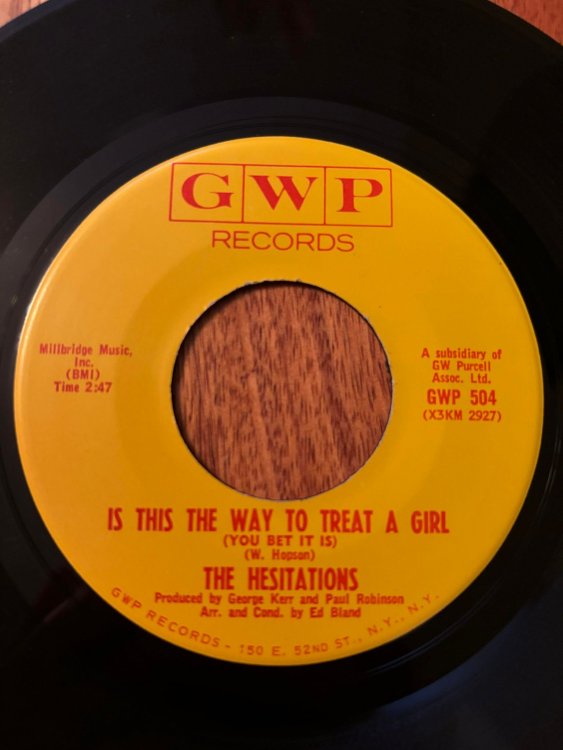 GWP
RECORDS
Millbridge Music,
Inc.
(BMI)
Time 2:47
A subsidiary of
GW Purcell
Assoc. Ltd.
GWP 504
(X3KM 2927)
IS THIS THE WAY TO TREAT A GIRL
(YOU BET IT IS)
(W. Hopson)
THE HESITATIONS
Produced by George Kerr and Paul Robinson
Arr. and Cond. by Ed Bland
GWP RECORDS - 150 E. 52ND ST., N.Y., N.Y.